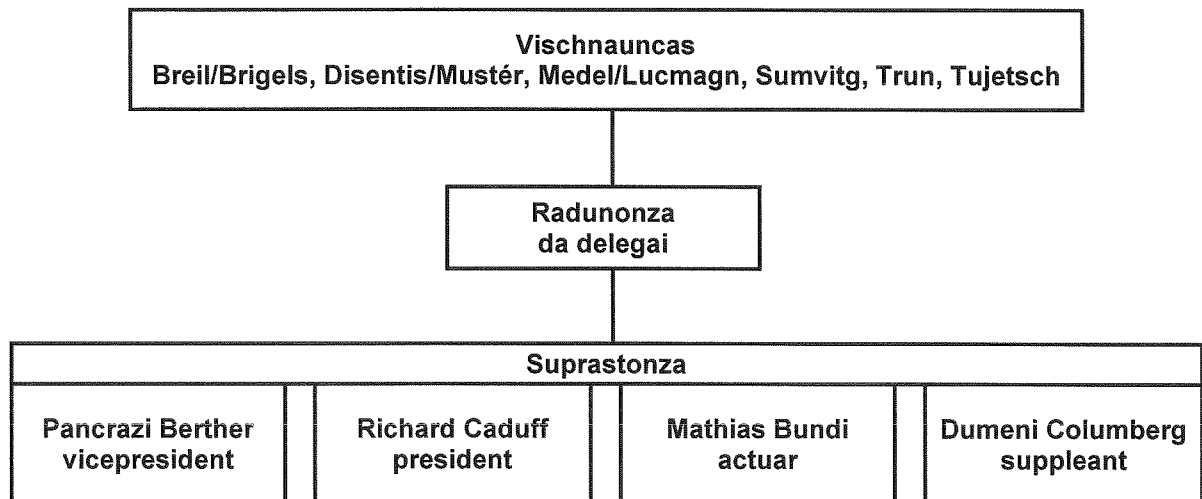 Vischnauncas
Breil/Brigels, Disentis/Mustér, Medel/Lucmagn, Sumvitg, Trun, Tujetsch
Radunonza
da delegai
Suprastonza
Pancrazi Berther
vicepresident
Richard Caduff
president
Mathias Bundi
actuar
Dumeni Columberg
suppleant